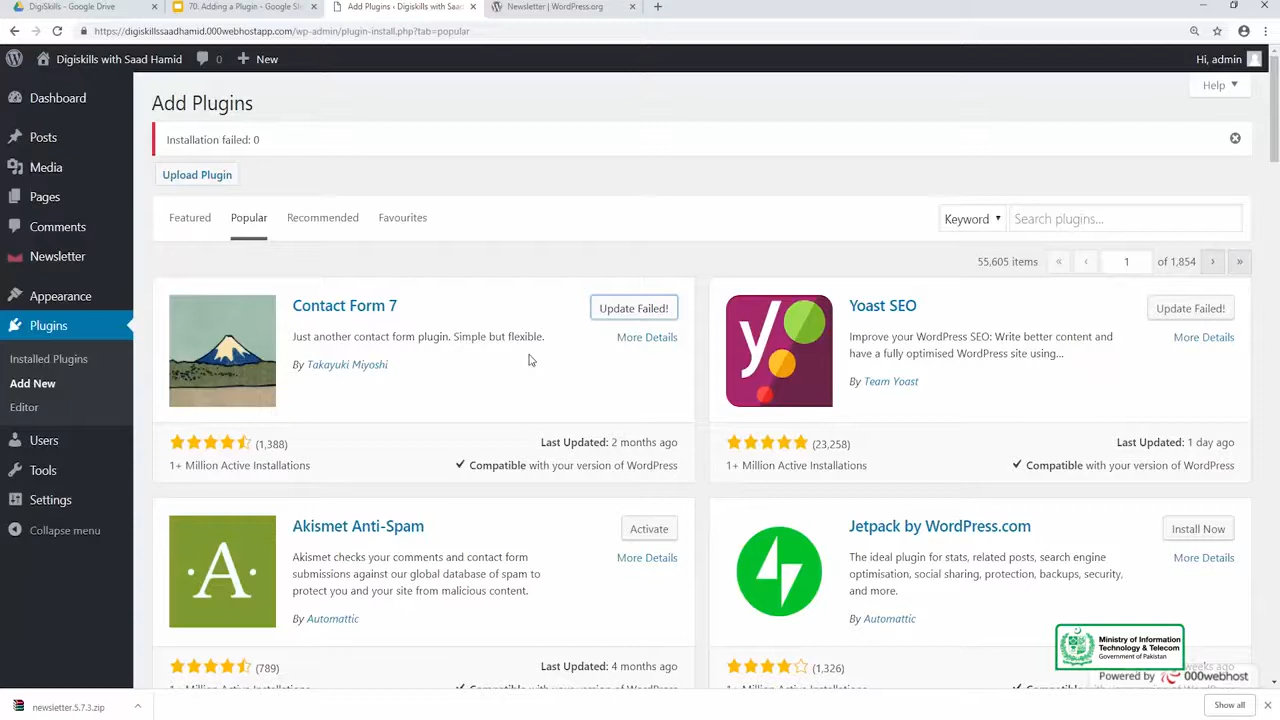 DigiSkills - Google Drive
70. Adding a Plugin - Google Sl
Add Plugins ‹ Digiskills with Saad
Newsletter | WordPress.org
https://digiskillssaadhamid.000webhostapp.com/wp-admin/plugin-install.php?tab=popular
Digiskills with Saad Hamid
0
New
Hi, admin
Dashboard
Posts
Media
Pages
Comments
Newsletter
Appearance
Plugins
Installed Plugins
Add New
Editor
Users
Tools
Settings
Collapse menu
Help
Add Plugins
Installation failed: 0
Upload Plugin
Featured
Popular
Recommended
Favourites
Keyword
Search plugins...
55,605 items
«
‹
1
of 1,854
›
»
Contact Form 7
Update Failed!
Just another contact form plugin. Simple but flexible.
More Details
By Takayuki Miyoshi
(1,388)
Last Updated: 2 months ago
1+ Million Active Installations
Compatible with your version of WordPress
Yoast SEO
Update Failed!
Improve your WordPress SEO: Write better content and
have a fully optimised WordPress site using...
More Details
By Team Yoast
(23,258)
Last Updated: 1 day ago
1+ Million Active Installations
Compatible with your version of WordPress
Akismet Anti-Spam
Activate
Akismet checks your comments and contact form
submissions against our global database of spam to
protect you and your site from malicious content.
More Details
By Automattic
(789)
Last Updated: 4 months ago
Jetpack by WordPress.com
Install Now
The ideal plugin for stats, related posts, search engine
optimisation, social sharing, protection, backups, security,
and more.
More Details
By Automattic
(1,326)
weeks ago
Ministry of Information
Technology & Telecom
Government of Pakistan
Powered by 000webhost
newsletter.5.7.3.zip
Show all